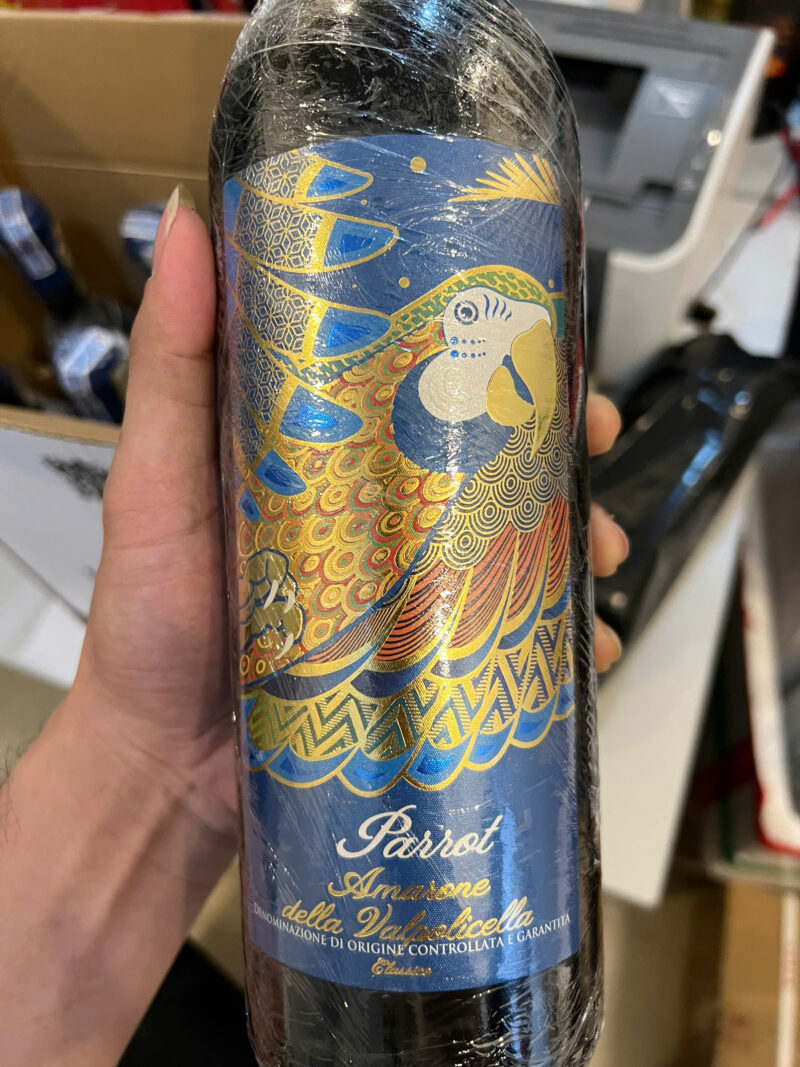 Parrot
Amarone
della Valpolicella
DENOMINAZIONE DI ORIGINE CONTROLLATA E GARANTITA
Classico